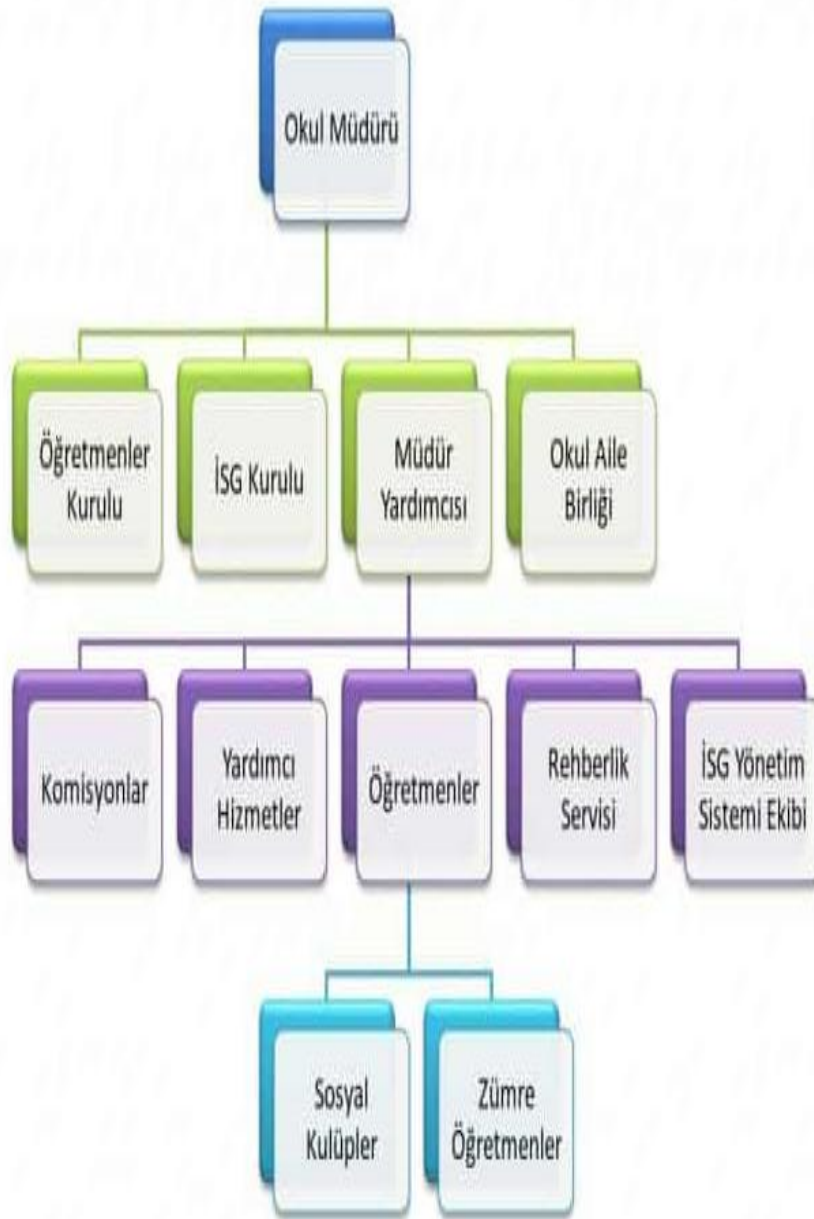 Okul Müdürü
Öğretmenler
Kurulu
İSG Kurulu
Müdür
Yardımcısı
Okul Aile
Birliği
Komisyonlar
Yardımcı
Hizmetler
Öğretmenler
Rehberlik
Servisi
İSG Yönetim
Sistemi Ekibi
Sosyal
Kulüpler
Zümre
Öğretmenler